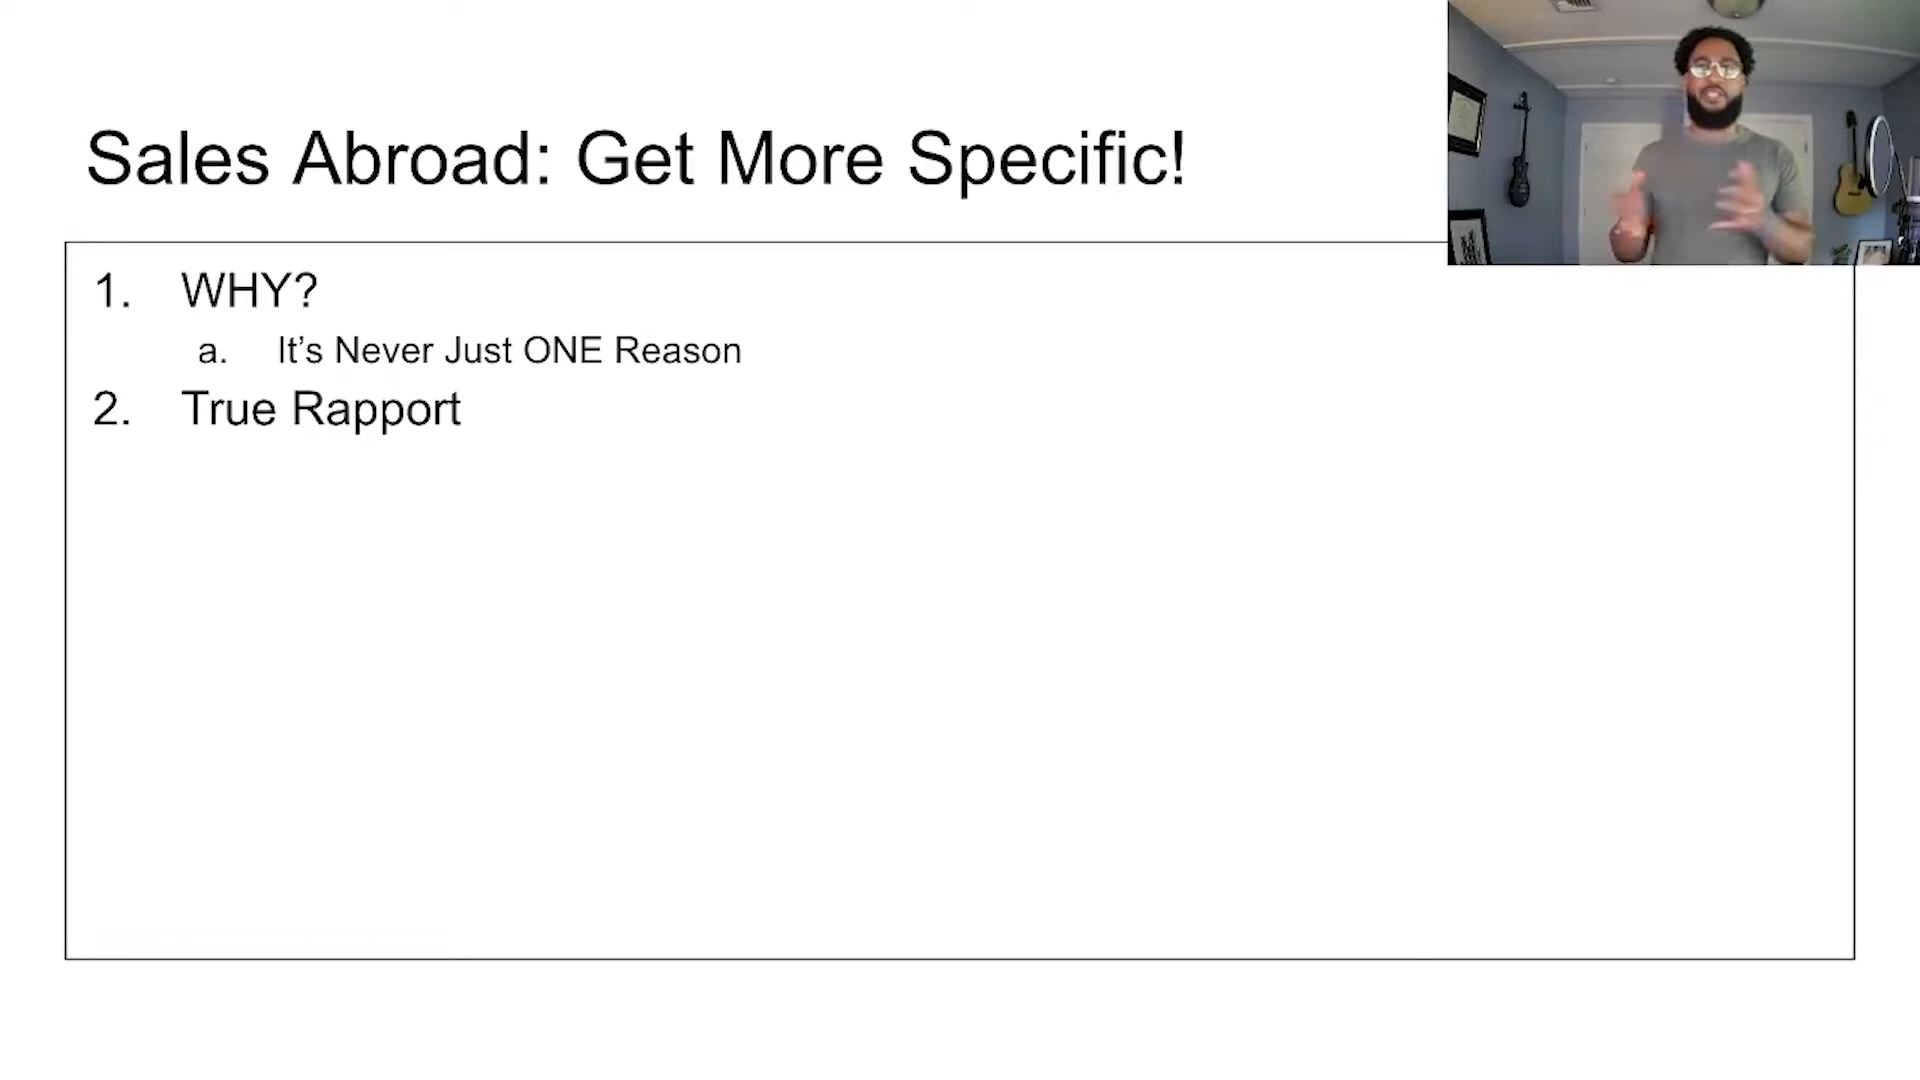 Sales Abroad: Get More Specific!
1. WHY?
a. It’s Never Just ONE Reason
2. True Rapport